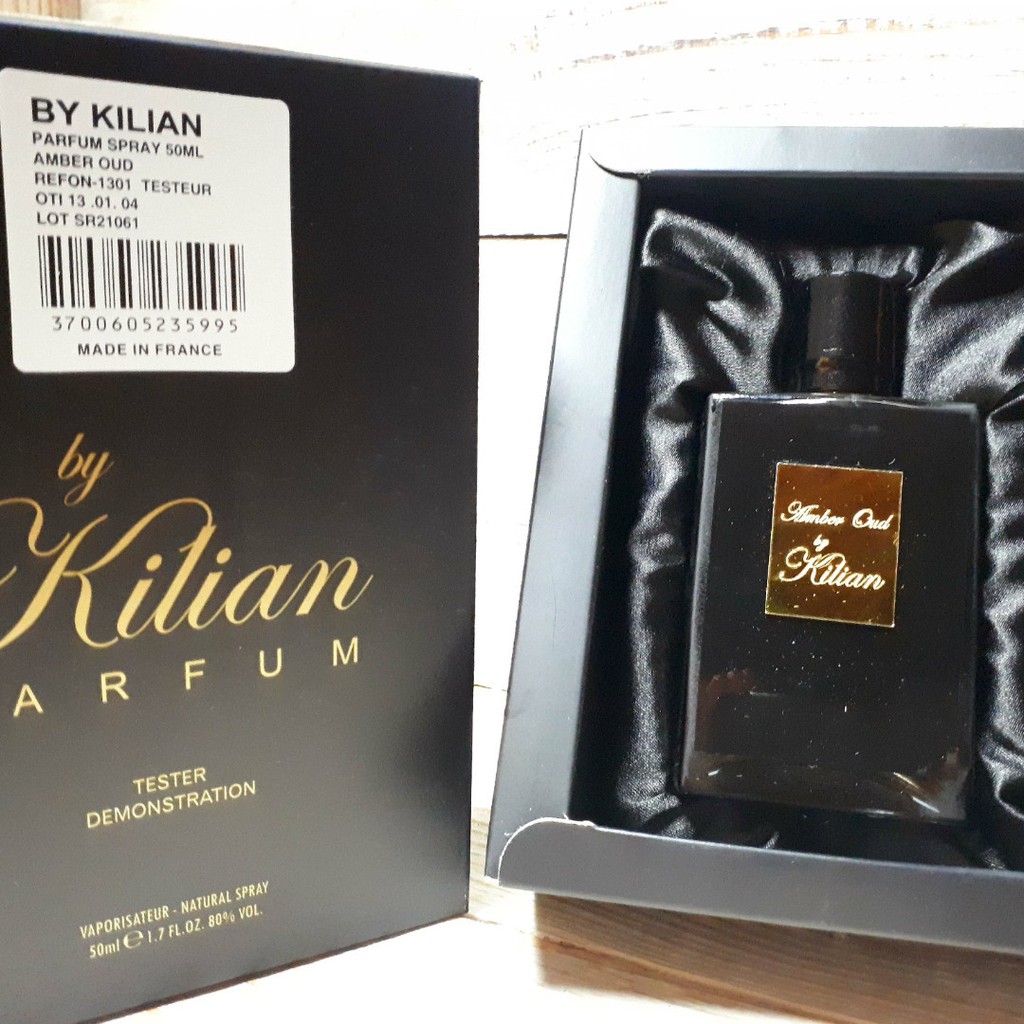 BY KILIAN
PARFUM SPRAY 50ML
AMBER OUD
REFON-1301 TESTEUR
OTI 13 .01. 04
LOT SR21061
3700605235995
MADE IN FRANCE
by
Kilian
ARFUM
TESTER
DEMONSTRATION
VAPORISATEUR - NATURAL SPRAY
50ml e 1.7 FL.OZ. 80% VOL.
Amber Oud
by
Kilian